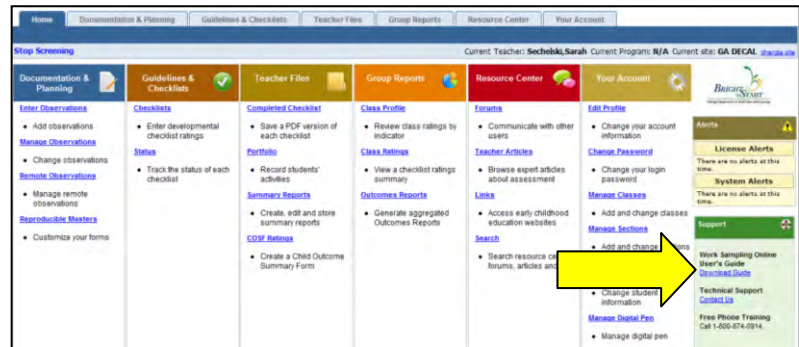 Home
Documentation & Planning
Guidelines & Checklists
Teacher Files
Group Reports
Resource Center
Your Account
Stop Screening
Current Teacher: Sechelski,Sarah Current Program: N/A Current site: GA DECAL change site
Documentation &
Planning
Enter Observations
• Add observations
Manage Observations
• Change observations
Remote Observations
• Manage remote
observations
Reproducible Masters
• Customize your forms
Guidelines &
Checklists
Checklists
• Enter developmental
checklist ratings
Status
• Track the status of each
checklist
Teacher Files
Completed Checklist
• Save a PDF version of
each checklist
Portfolio
• Record students'
activities
Summary Reports
• Create, edit and store
summary reports
COSF Ratings
• Create a Child Outcome
Summary Form
Group Reports
Class Profile
• Review class ratings by
indicator
Class Ratings
• View a checklist ratings
summary
Outcomes Reports
• Generate aggregated
Outcomes Reports
Resource Center
Forums
• Communicate with other
users
Teacher Articles
• Browse expert articles
about assessment
Links
• Access early childhood
education websites
Search
• Search resource
forums, articles
Your Account
Edit Profile
• Change your account
information
Change Password
• Change your login
password
Manage Classes
• Add and change classes
Manage Sections
• Add and change
• Change student
information
Manage Digital Pen
• Manage digital pen
BRIGHT
START
Alerts
License Alerts
There are no alerts at this
time.
System Alerts
There are no alerts at this
time.
Support
Work Sampling Online
User's Guide
Download Guide
Technical Support
Contact Us
Free Phone Training
Call 1-800-874-0914.